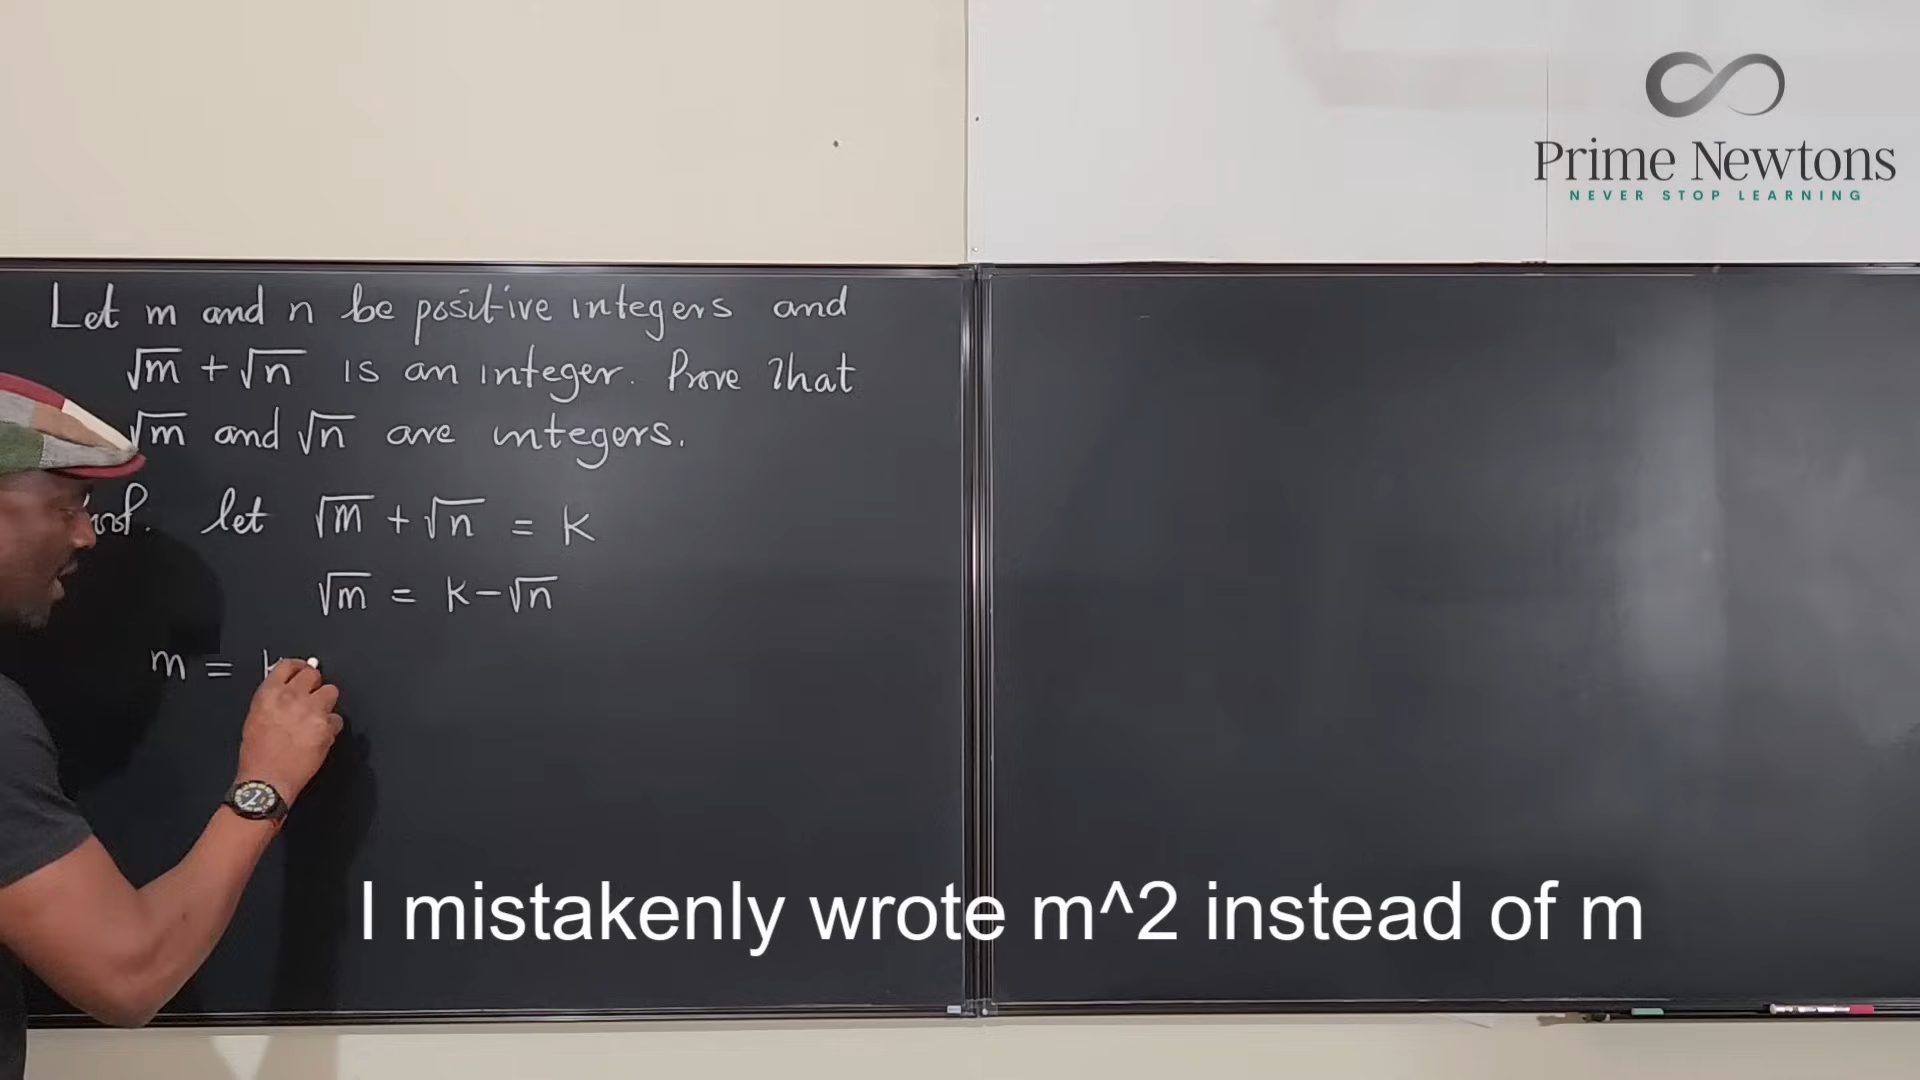 Prime Newtons
NEVER STOP LEARNING
Let m and n be positive integers and
√m + √n is an integer. Prove that
√m and √n are integers.
let √m + √n = k
√m = k - √n
m = k
I mistakenly wrote m^2 instead of m